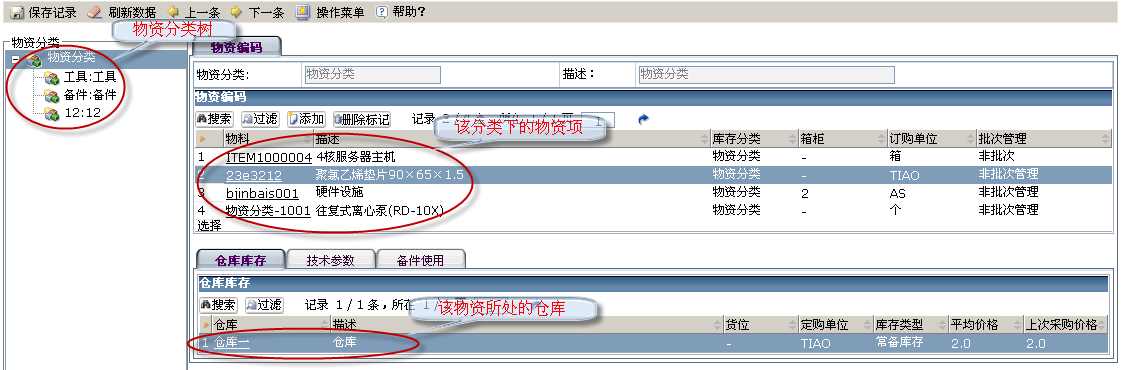 保存记录 刷新数据 上一条 下一条 操作菜单 帮助?
物资分类树
物资分类
物资分类
工具:工具
备件:备件
12:12
物资编码
物资分类: 物资分类 描述: 物资分类
物资编码
搜索 过滤 添加 删除标记 记录 1
该分类下的物资项
物料 描述 库存分类 箱柜 订购单位 批次管理
1 ITEM1000004 4核服务器主机 物资分类 - 箱 非批次
2 23e3212 聚氯乙烯垫片90×65×1.5 物资分类 - TIAO 非批次管理
3 bjinbais001 硬件设施 物资分类 2 AS 非批次管理
4 物资分类-1001 往复式离心泵(RD-10X) 物资分类 - 个 非批次管理
选择
仓库库存 技术参数 备件使用
仓库库存
搜索 过滤 记录 1 / 1 条,所在 1 /
该物资所处的仓库
仓库 描述 货位 定购单位 库存类型 平均价格 上次采购价格
1 仓库一 仓库 - TIAO 常备库存 2.0 2.0